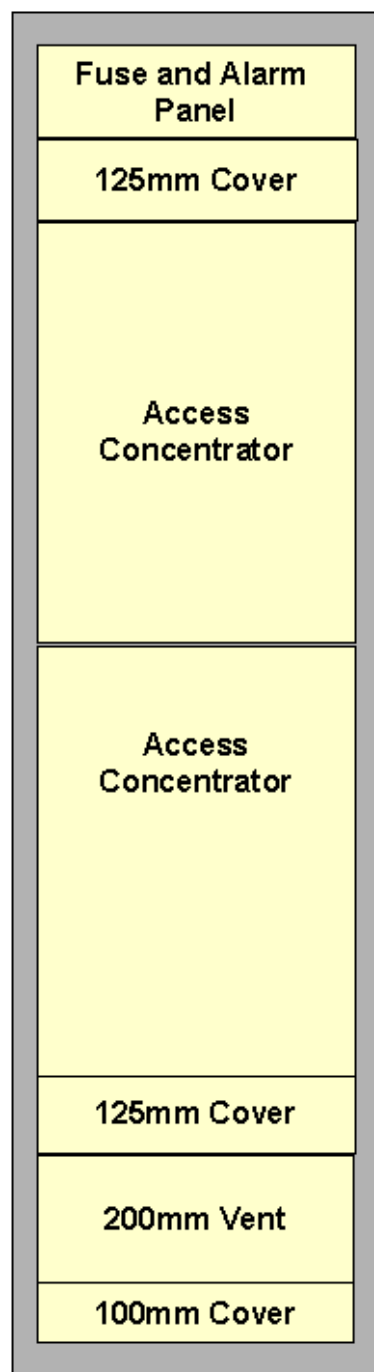 Fuse and Alarm
Panel
125mm Cover
Access
Concentrator
Access
Concentrator
125mm Cover
200mm Vent
100mm Cover